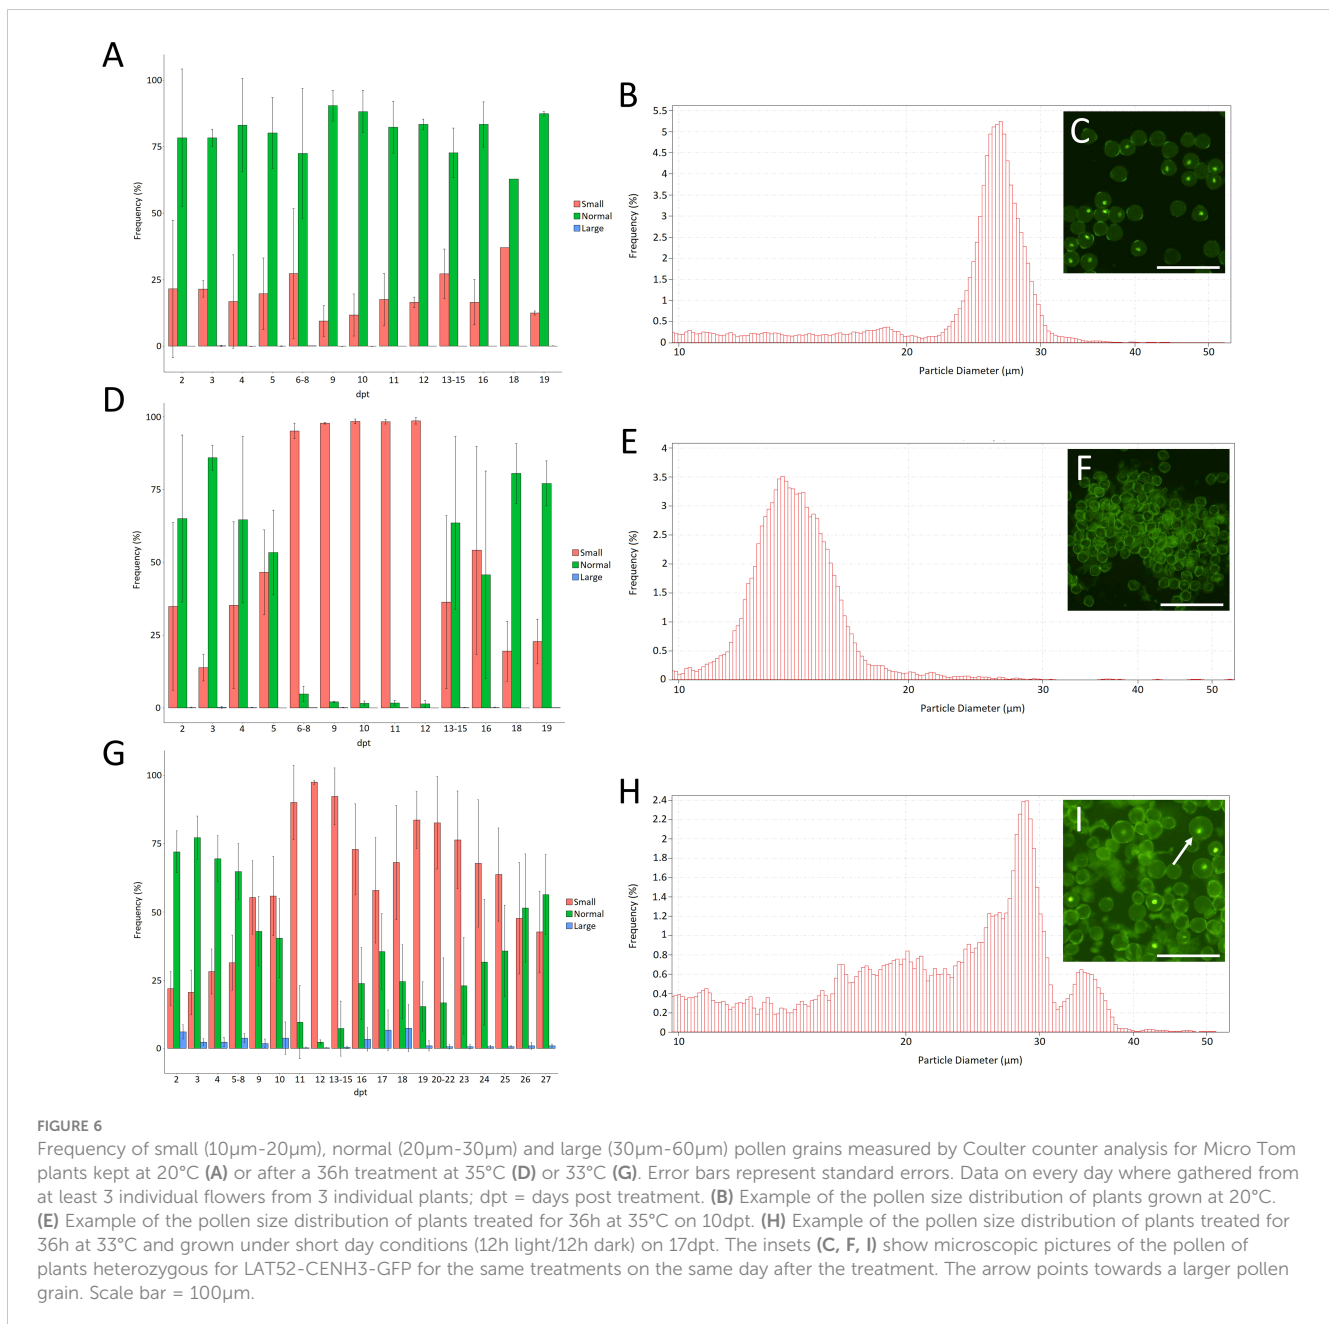 A
100
75
50
25
0
Frequency (%)
2 3 4 5 6-8 9 10 11 12 13-15 16 18 19
dpt
Small
Normal
Large
B
5.5
5
4.5
4
3.5
3
2.5
2
1.5
1
0.5
0
Frequency (%)
10 20 30 40 50
Particle Diameter (µm)
C
D
100
75
50
25
0
Frequency (%)
2 3 4 5 6-8 9 10 11 12 13-15 16 18 19
dpt
Small
Normal
Large
E
4
3.5
3
2.5
2
1.5
1
0.5
0
Frequency (%)
10 20 30 40 50
Particle Diameter (µm)
F
G
100
75
50
25
0
Frequency (%)
2 3 4 5-8 9 10 11 12 13-15 16 17 18 19 20-22 23 24 25 26 27
dpt
Small
Normal
Large
H
2.4
2.2
2
1.8
1.6
1.4
1.2
1
0.8
0.6
0.4
0.2
0
Frequency (%)
10 20 30 40 50
Particle Diameter (µm)
I
FIGURE 6
Frequency of small (10µm-20µm), normal (20µm-30µm) and large (30µm-60µm) pollen grains measured by Coulter counter analysis for Micro Tom
plants kept at 20°C (A) or after a 36h treatment at 35°C (D) or 33°C (G). Error bars represent standard errors. Data on every day where gathered from
at least 3 individual flowers from 3 individual plants; dpt = days post treatment. (B) Example of the pollen size distribution of plants grown at 20°C.
(E) Example of the pollen size distribution of plants treated for 36h at 35°C on 10dpt. (H) Example of the pollen size distribution of plants treated for
36h at 33°C and grown under short day conditions (12h light/12h dark) on 17dpt. The insets (C, F, I) show microscopic pictures of the pollen of
plants heterozygous for LAT52-CENH3-GFP for the same treatments on the same day after the treatment. The arrow points towards a larger pollen
grain. Scale bar = 100µm.